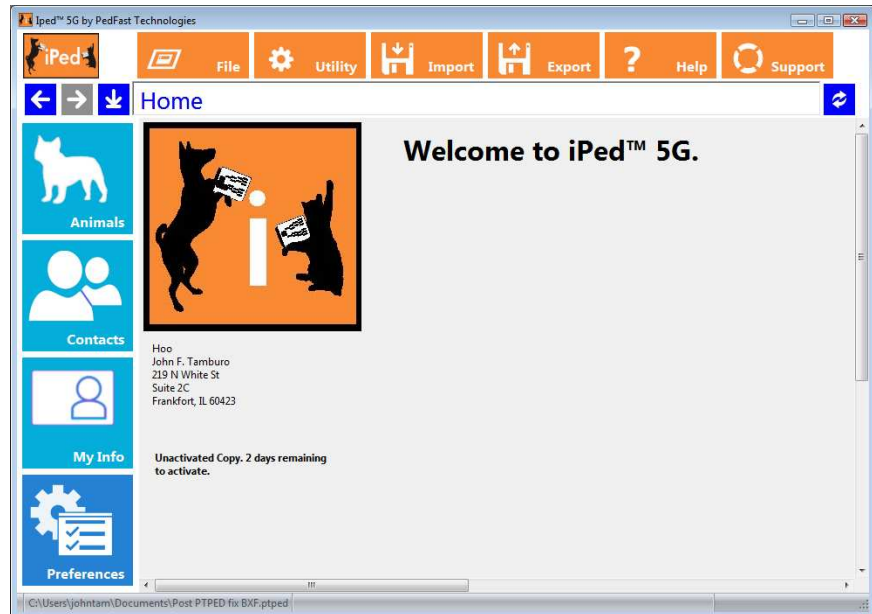 Iped™ 5G by PedFast Technologies
iPed
File
Utility
Import
Export
? Help
Support
Home
Animals
Contacts
My Info
Preferences
i
Welcome to iPed™ 5G.
Hoo
John F. Tamburo
219 N White St
Suite 2C
Frankfort, IL 60423
Unactivated Copy. 2 days remaining
to activate.
C:\Users\johntam\Documents\Post PTPED fix BXF.ptped